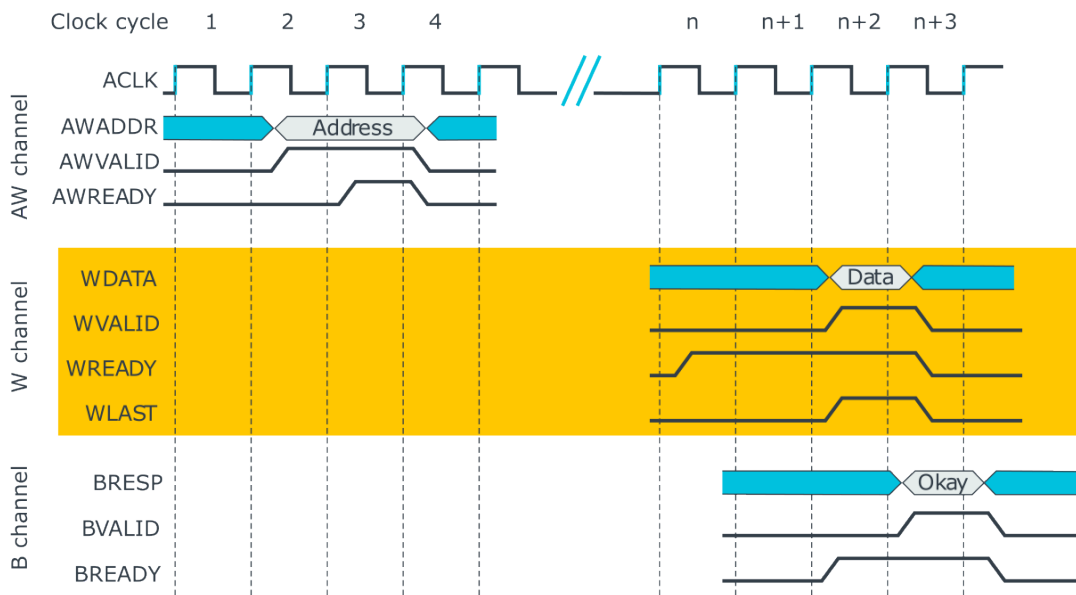 Clock cycle 1 2 3 4 n n+1 n+2 n+3
ACLK
AW channel
AWADDR Address
AWVALID
AWREADY
W channel
WDATA Data
WVALID
WREADY
WLAST
B channel
BRESP Okay
BVALID
BREADY